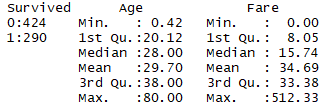 Survived Age Fare
0:424 Min. : 0.42 Min. : 0.00
1:290 1st Qu.:20.12 1st Qu.: 8.05
Median :28.00 Median : 15.74
Mean :29.70 Mean : 34.69
3rd Qu.:38.00 3rd Qu.: 33.38
Max. :80.00 Max. :512.33